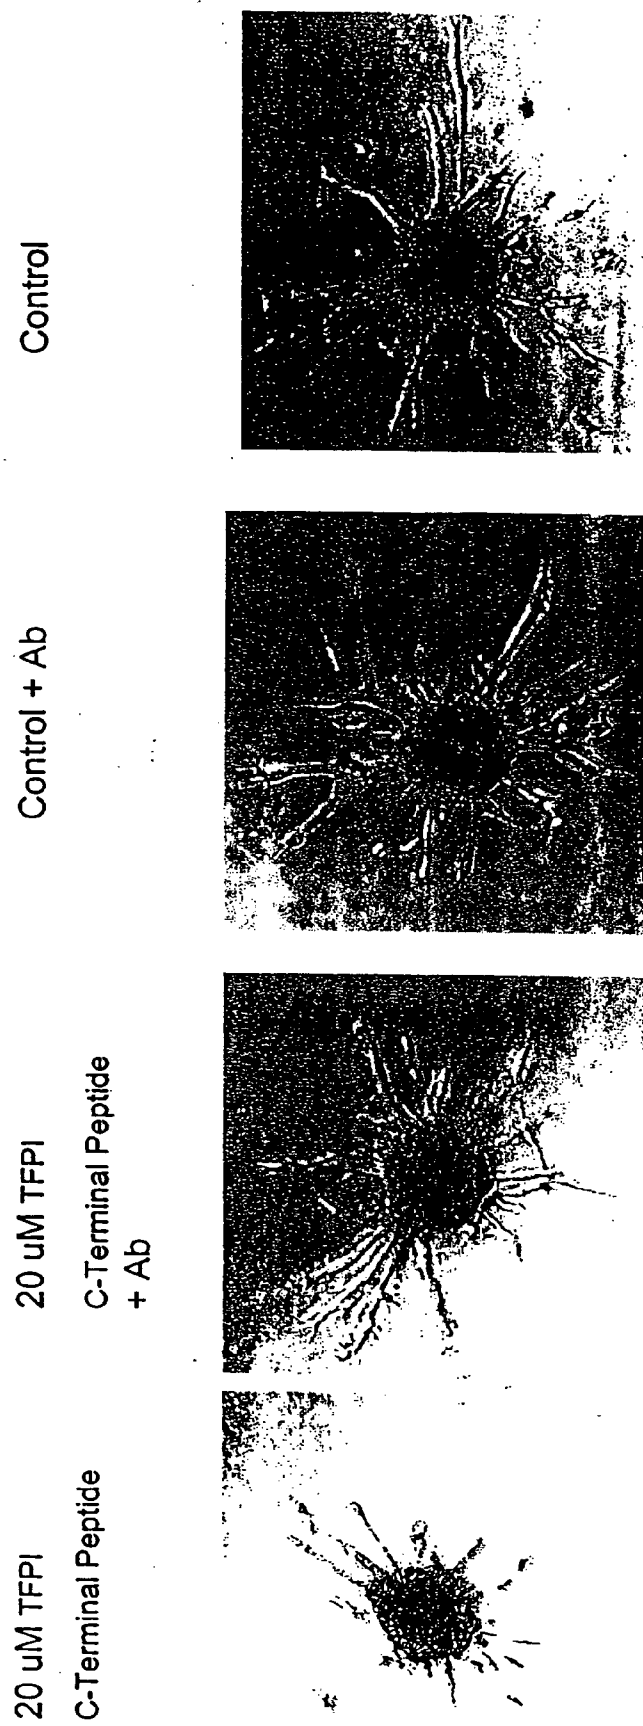 20 uM TFPI
C-Terminal Peptide
20 uM TFPI
C-Terminal Peptide
+ Ab
Control + Ab
Control